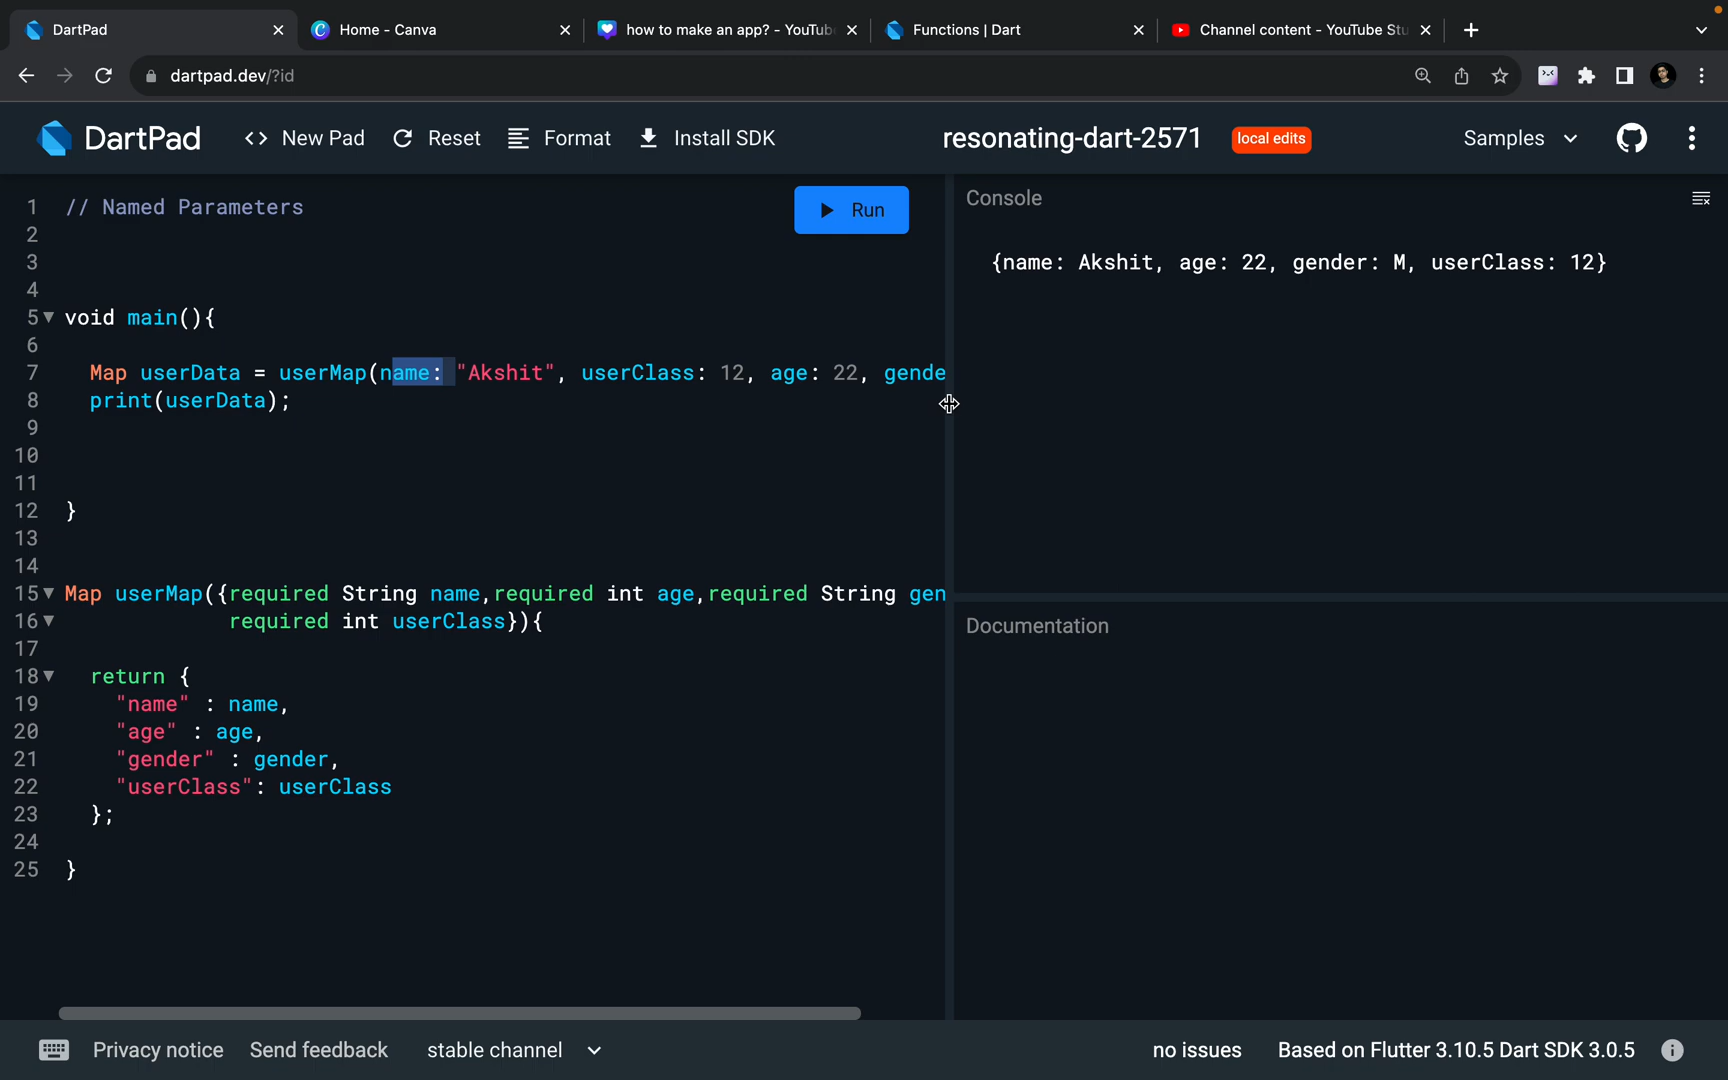 DartPad
Home - Canva
how to make an app? - YouTube
Functions | Dart
Channel content - YouTube Stu
dartpad.dev/?id
DartPad
<> New Pad
Reset
Format
Install SDK
resonating-dart-2571
local edits
Samples
1 // Named Parameters
2
3
4
5 void main(){
6
7 Map userData = userMap(name: "Akshit", userClass: 12, age: 22, gende
8 print(userData);
9
10
11
12 }
13
14
15 Map userMap({required String name,required int age,required String gen
16 required int userClass}){
17
18 return {
19 "name" : name,
20 "age" : age,
21 "gender" : gender,
22 "userClass": userClass
23 };
24
25 }
Run
Console
{name: Akshit, age: 22, gender: M, userClass: 12}
Documentation
Privacy notice
Send feedback
stable channel
no issues
Based on Flutter 3.10.5 Dart SDK 3.0.5